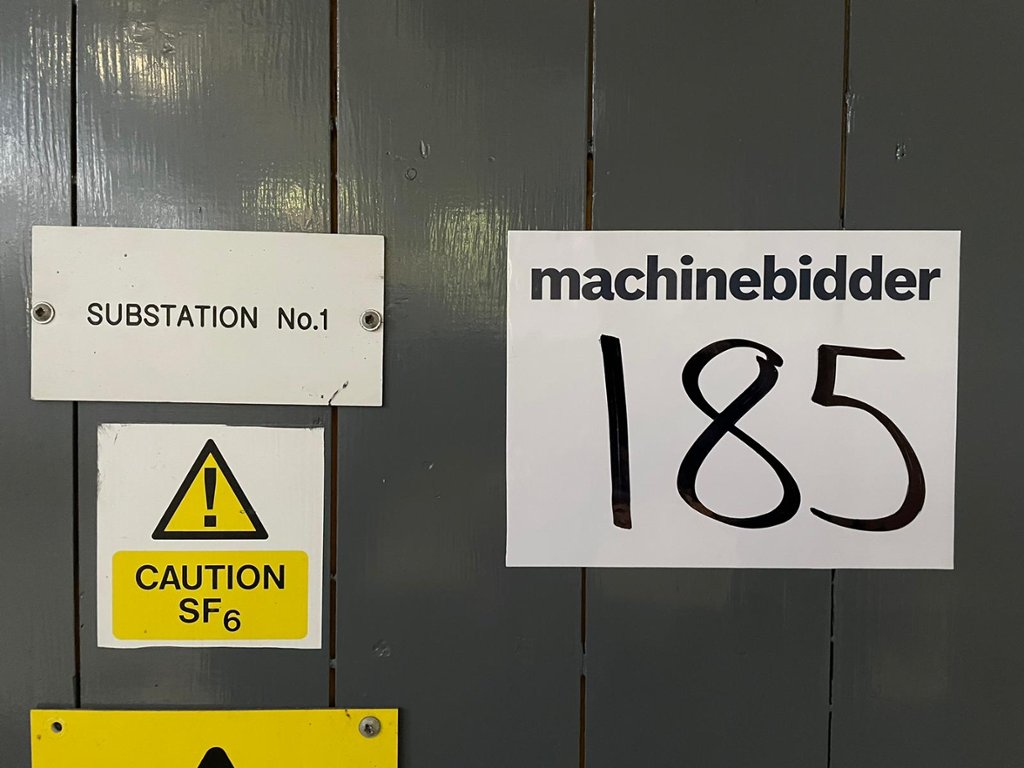 SUBSTATION No.1
CAUTION
SF₆
machinebidder
185